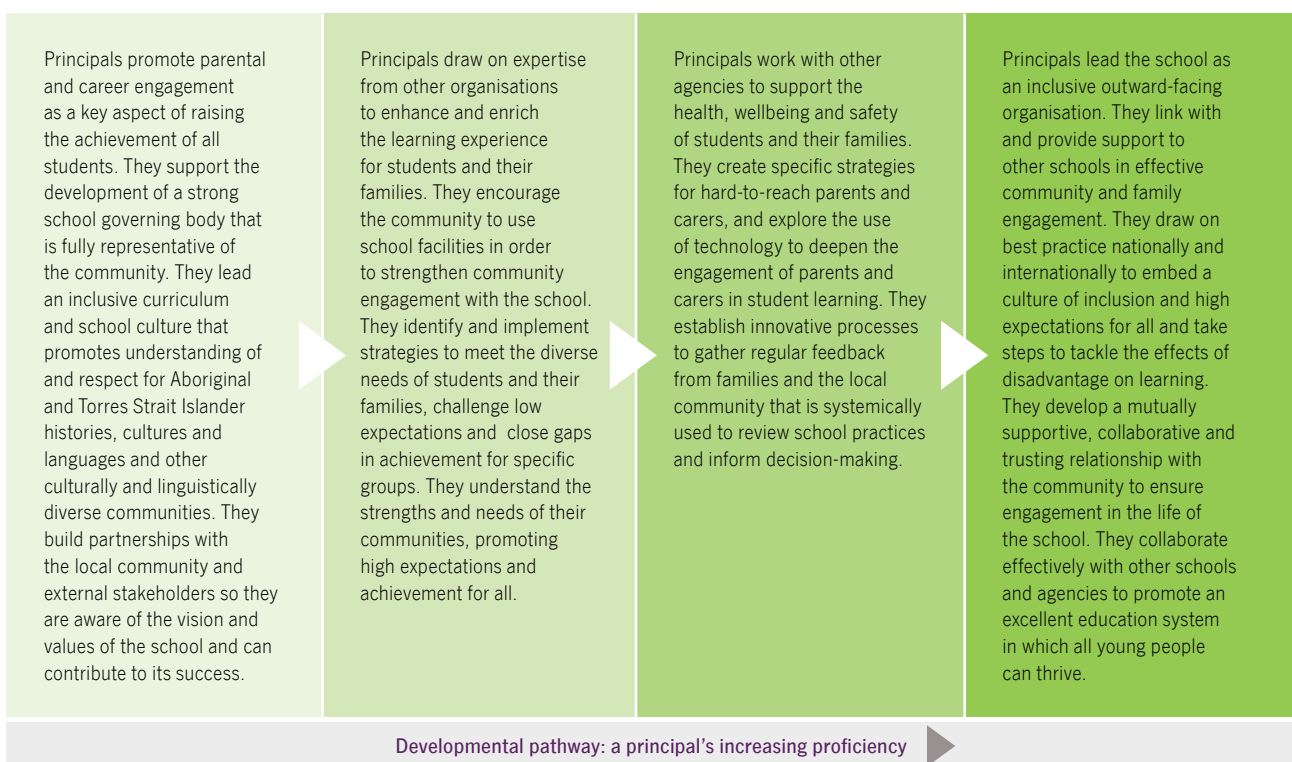 Principals promote parental
and career engagement
as a key aspect of raising
the achievement of all
students. They support the
development of a strong
school governing body that
is fully representative of
the community. They lead
an inclusive curriculum
and school culture that
promotes understanding of
and respect for Aboriginal
and Torres Strait Islander
histories, cultures and
languages and other
culturally and linguistically
diverse communities. They
build partnerships with
the local community and
external stakeholders so they
are aware of the vision and
values of the school and can
contribute to its success.
Principals draw on expertise
from other organisations
to enhance and enrich
the learning experience
for students and their
families. They encourage
the community to use
school facilities in order
to strengthen community
engagement with the school.
They identify and implement
strategies to meet the diverse
needs of students and their
families, challenge low
expectations and close gaps
in achievement for specific
groups. They understand the
strengths and needs of their
communities, promoting
high expectations and
achievement for all.
Principals work with other
agencies to support the
health, wellbeing and safety
of students and their families.
They create specific strategies
for hard-to-reach parents and
carers, and explore the use
of technology to deepen the
engagement of parents and
carers in student learning. They
establish innovative processes
to gather regular feedback
from families and the local
community that is systemically
used to review school practices
and inform decision-making.
Principals lead the school as
an inclusive outward-facing
organisation. They link with
and provide support to
other schools in effective
community and family
engagement. They draw on
best practice nationally and
internationally to embed a
culture of inclusion and high
expectations for all and take
steps to tackle the effects of
disadvantage on learning.
They develop a mutually
supportive, collaborative and
trusting relationship with
the community to ensure
engagement in the life of
the school. They collaborate
effectively with other schools
and agencies to promote an
excellent education system
in which all young people
can thrive.
Developmental pathway: a principal's increasing proficiency